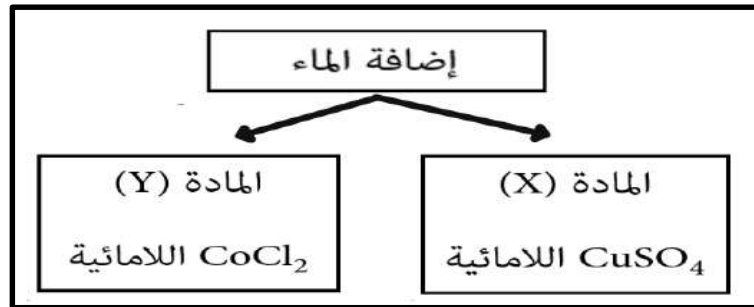 إضافة الماء
المادة (X)
CuSO₄ اللامائية
المادة (Y)
CoCl₂ اللامائية